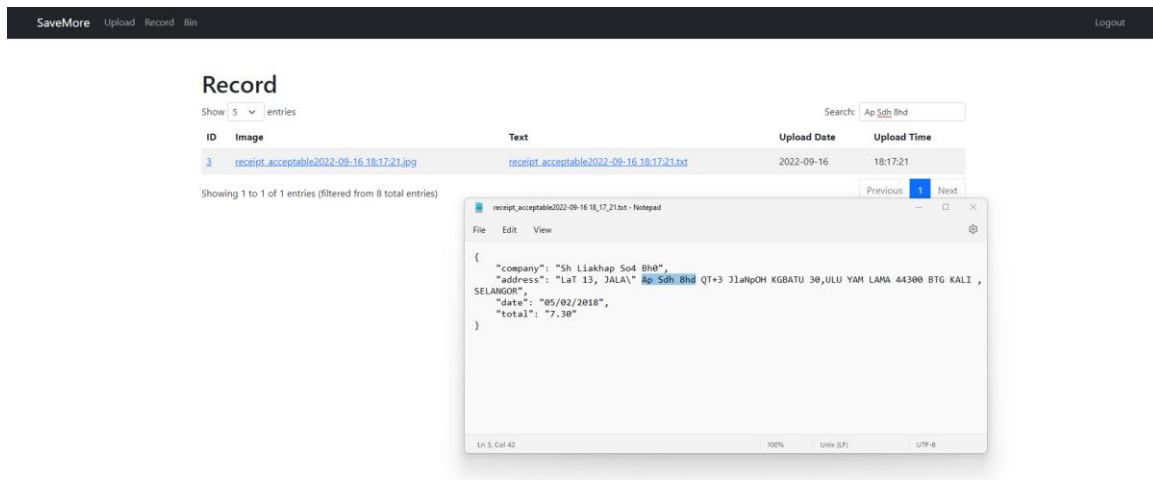 SaveMore Upload Record Bin Logout
Record
Show 5 entries Search: Ap Sdh 8hd
ID Image Text Upload Date Upload Time
3 receipt_acceptable2022-09-16 18:17:21.jpg receipt_acceptable2022-09-16 18:17:21.txt 2022-09-16 18:17:21
Showing 1 to 1 of 1 entries (filtered from 8 total entries) Previous 1 Next
receipt_acceptable2022-09-16 18_17_21.txt - Notepad
File Edit View
{
"company": "Sh Liakhap So4 Bh0",
"address": "LaT 13, JALA\" Ap Sdh 8hd QT+3 JlaNpOH KGBATU 30,ULU YAM LAMA 44300 BTG KALI ,
SELANGOR",
"date": "05/02/2018",
"total": "7.30"
}
Ln 3, Col 42 100% Unix (LF) UTF-8